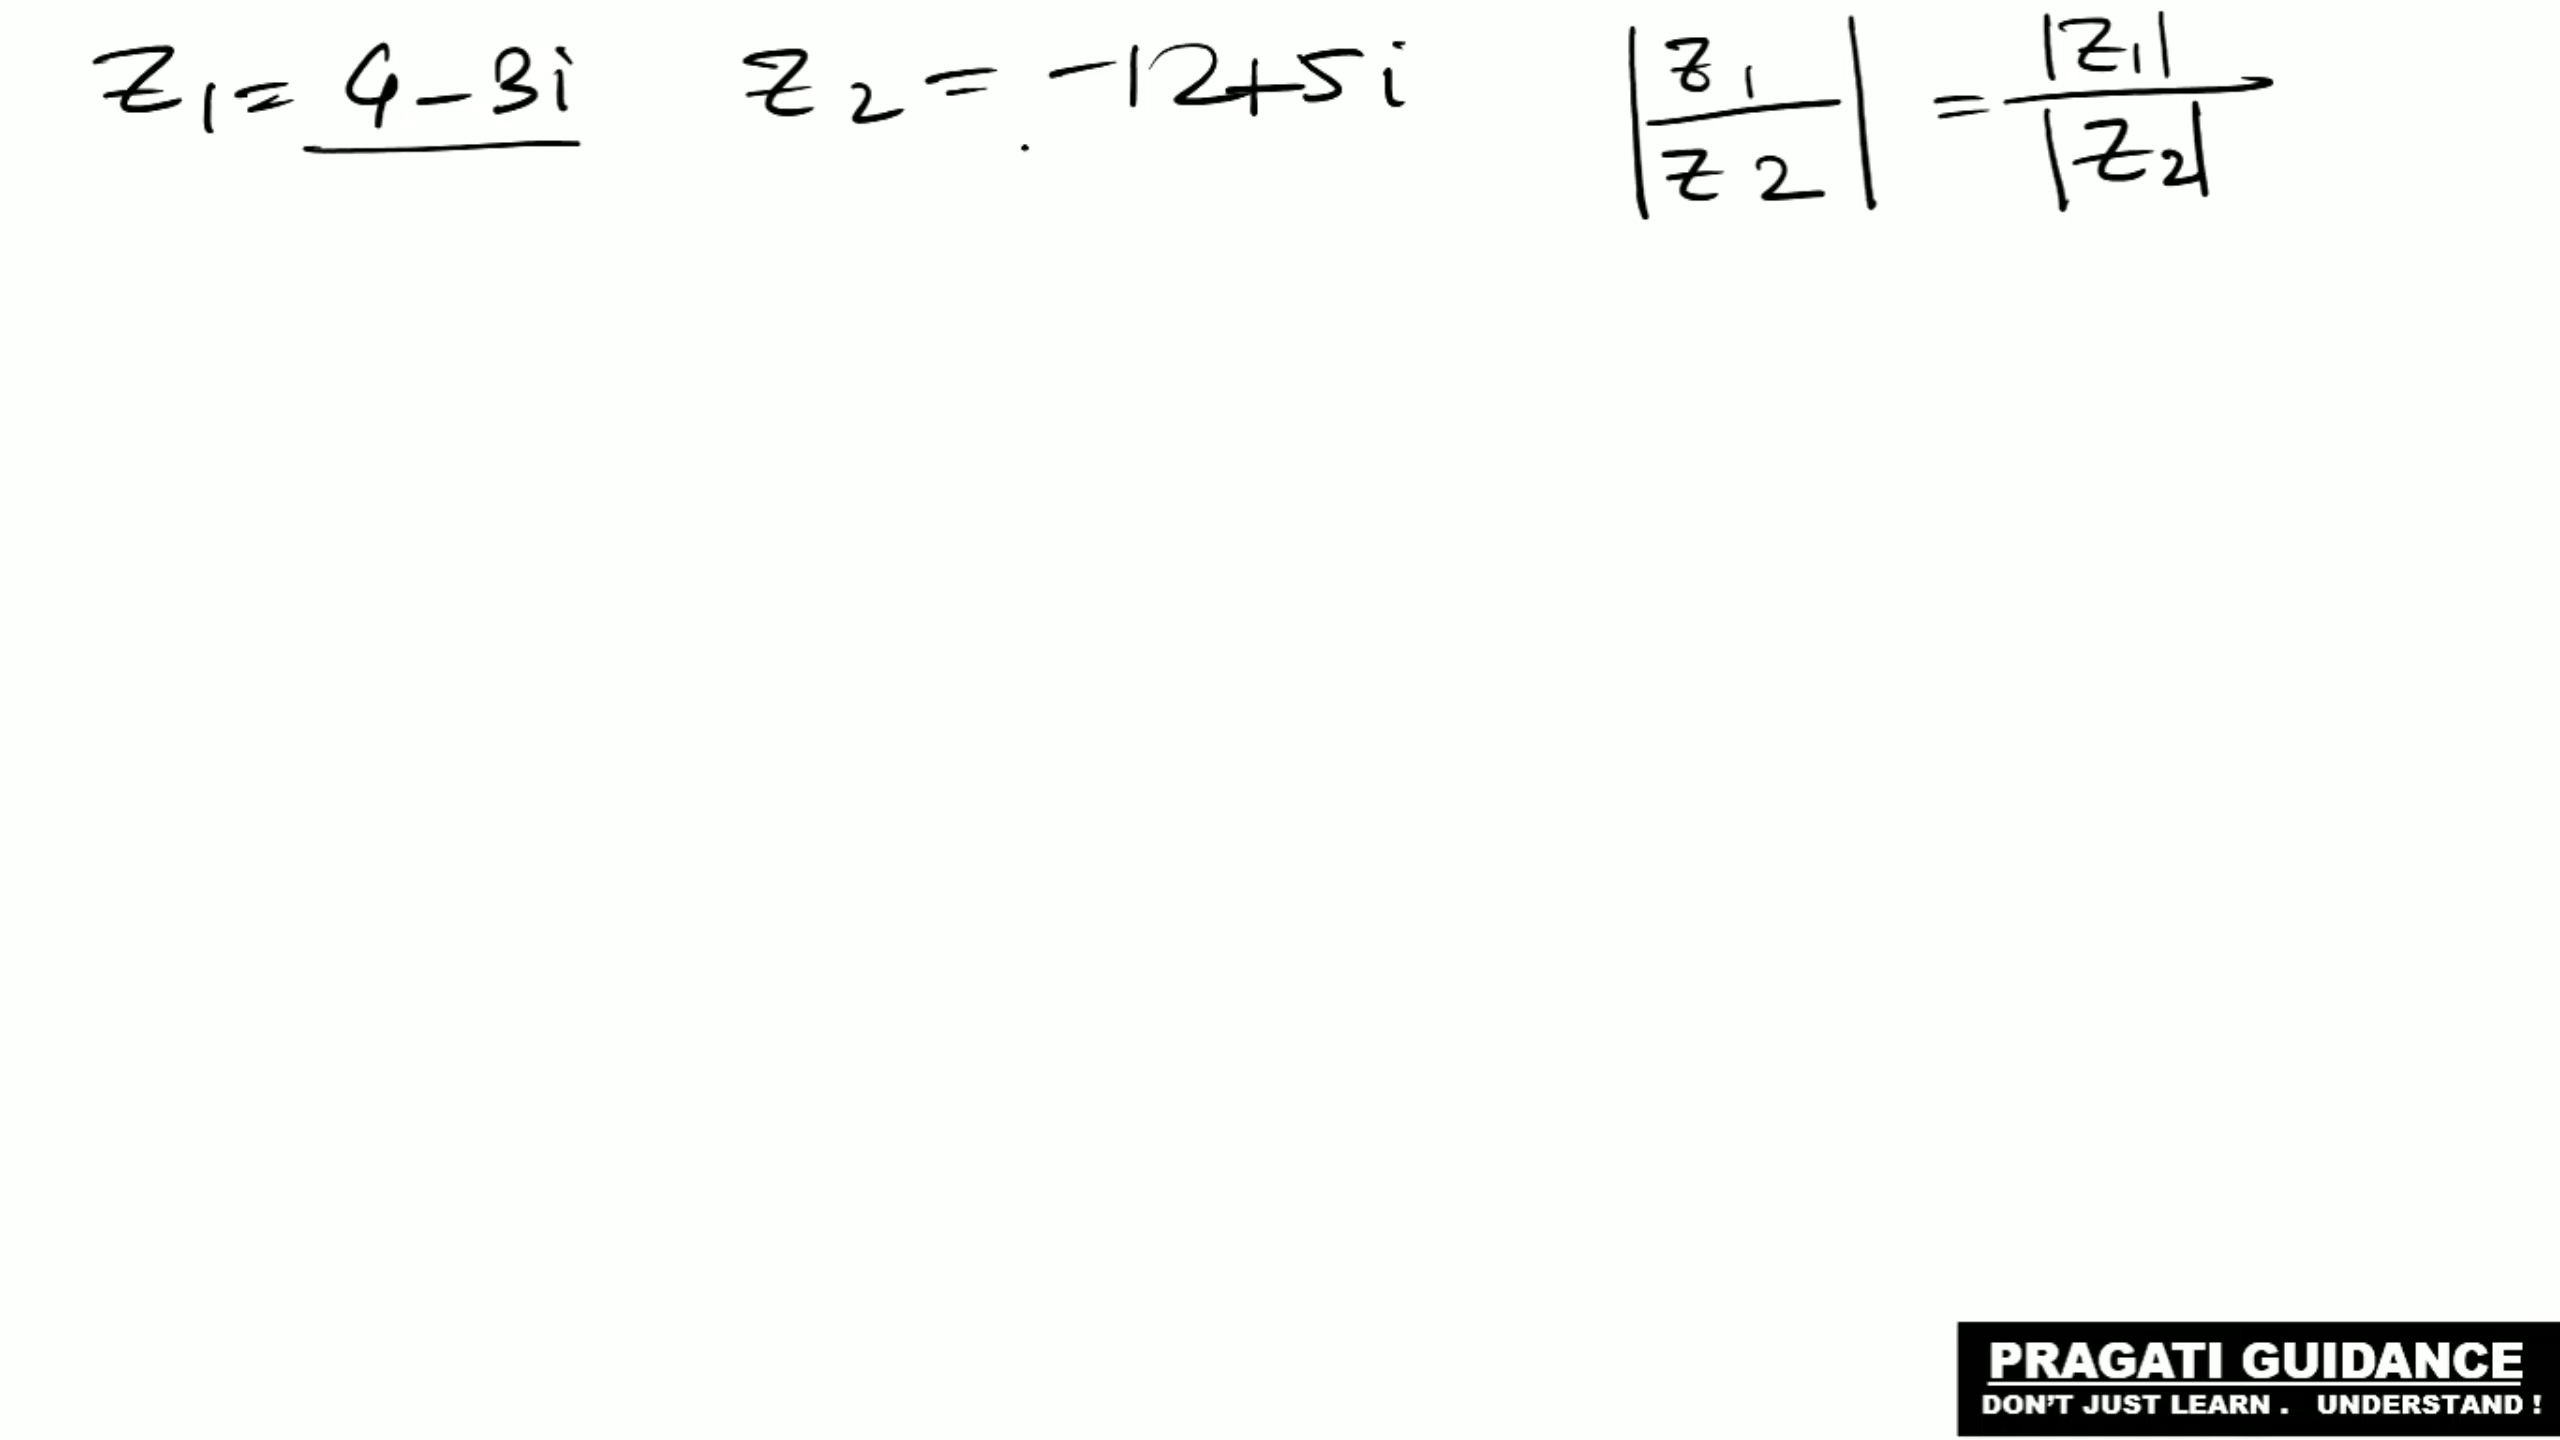 Z₁ = 4 - 3i Z₂ = -12 + 5i |Z₁/Z₂| = |Z₁|/|Z₂|
PRAGATI GUIDANCE
DON'T JUST LEARN . UNDERSTAND !